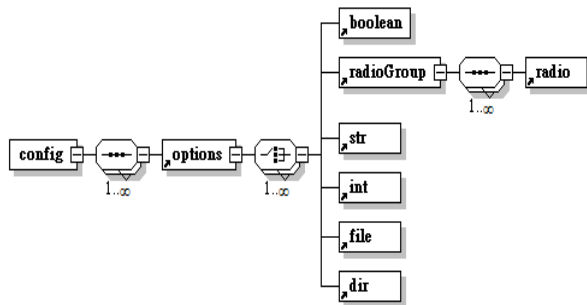 boolean
radioGroup
radio
1..∞
str
config
options
1..∞
1..∞
int
file
dir